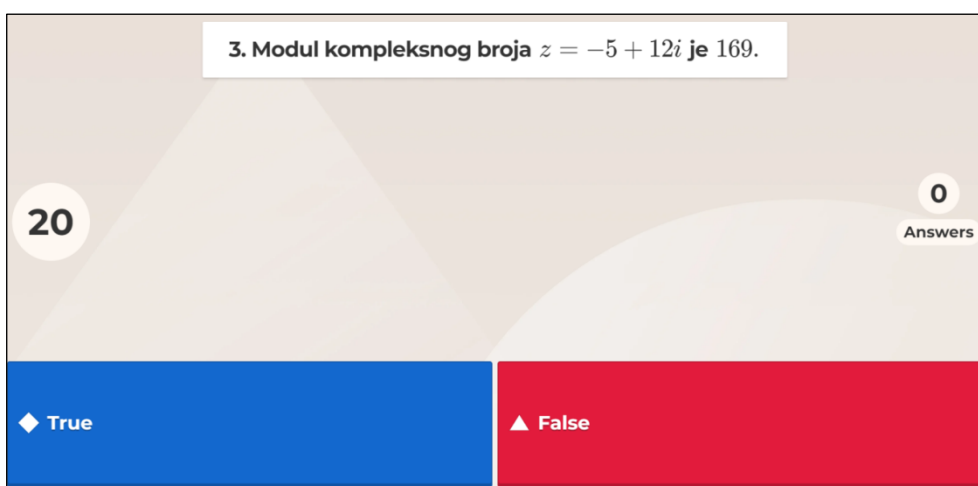 3. Modul kompleksnog broja z = −5 + 12i je 169.
20
0
Answers
True
False